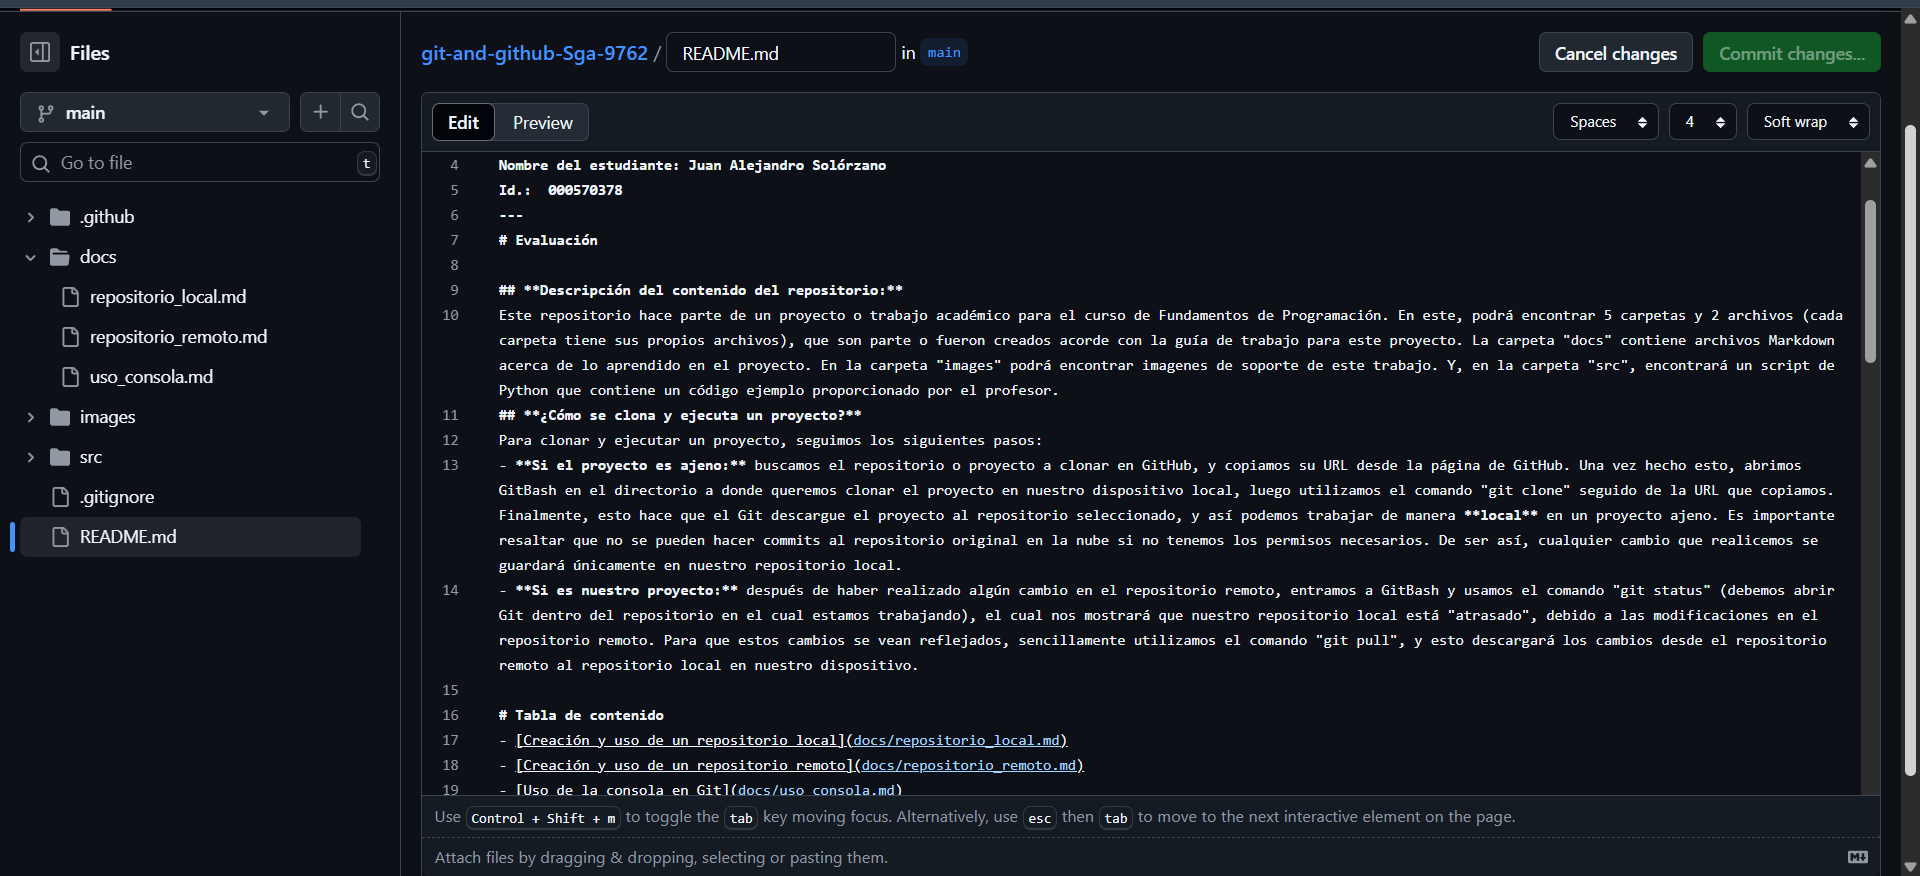 Files
git-and-github-Sga-9762 / README.md in main
Cancel changes
Commit changes...
main
Go to file
t
.github
docs
repositorio_local.md
repositorio_remoto.md
uso_consola.md
images
src
.gitignore
README.md
Edit
Preview
Spaces
4
Soft wrap
4 Nombre del estudiante: Juan Alejandro Solórzano
5 Id.:  000570378
6 ---
7 # Evaluación
8
9 ## **Descripción del contenido del repositorio:**
10 Este repositorio hace parte de un proyecto o trabajo académico para el curso de Fundamentos de Programación. En este, podrá encontrar 5 carpetas y 2 archivos (cada
carpeta tiene sus propios archivos), que son parte o fueron creados acorde con la guía de trabajo para este proyecto. La carpeta "docs" contiene archivos Markdown
acerca de lo aprendido en el proyecto. En la carpeta "images" podrá encontrar imagenes de soporte de este trabajo. Y, en la carpeta "src", encontrará un script de
Python que contiene un código ejemplo proporcionado por el profesor.
11 ## **¿Cómo se clona y ejecuta un proyecto?**
12 Para clonar y ejecutar un proyecto, seguimos los siguientes pasos:
13 - **Si el proyecto es ajeno:** buscamos el repositorio o proyecto a clonar en GitHub, y copiamos su URL desde la página de GitHub. Una vez hecho esto, abrimos
GitBash en el directorio a donde queremos clonar el proyecto en nuestro dispositivo local, luego utilizamos el comando "git clone" seguido de la URL que copiamos.
Finalmente, esto hace que el Git descargue el proyecto al repositorio seleccionado, y así podemos trabajar de manera **local** en un proyecto ajeno. Es importante
resaltar que no se pueden hacer commits al repositorio original en la nube si no tenemos los permisos necesarios. De ser así, cualquier cambio que realicemos se
guardará únicamente en nuestro repositorio local.
14 - **Si es nuestro proyecto:** después de haber realizado algún cambio en el repositorio remoto, entramos a GitBash y usamos el comando "git status" (debemos abrir
Git dentro del repositorio en el cual estamos trabajando), el cual nos mostrará que nuestro repositorio local está "atrasado", debido a las modificaciones en el
repositorio remoto. Para que estos cambios se vean reflejados, sencillamente utilizamos el comando "git pull", y esto descargará los cambios desde el repositorio
remoto al repositorio local en nuestro dispositivo.
15
16 # Tabla de contenido
17 - [Creación y uso de un repositorio local](docs/repositorio_local.md)
18 - [Creación y uso de un repositorio remoto](docs/repositorio_remoto.md)
19 - [Uso de la consola en Git](docs/uso_consola.md)
Use Control + Shift + m to toggle the tab key moving focus. Alternatively, use esc then tab to move to the next interactive element on the page.
Attach files by dragging & dropping, selecting or pasting them.